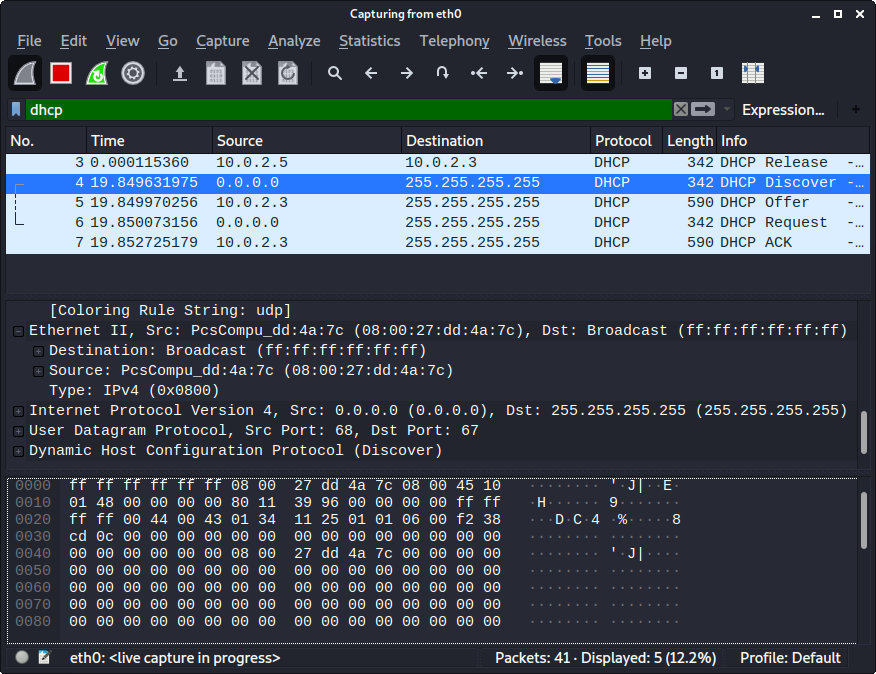 Capturing from eth0
File Edit View Go Capture Analyze Statistics Telephony Wireless Tools Help
dhcp Expression… +
No. Time Source Destination Protocol Length Info
3 0.000115360 10.0.2.5 10.0.2.3 DHCP 342 DHCP Release -…
4 19.849631975 0.0.0.0 255.255.255.255 DHCP 342 DHCP Discover -…
5 19.849970256 10.0.2.3 255.255.255.255 DHCP 590 DHCP Offer -…
6 19.850073156 0.0.0.0 255.255.255.255 DHCP 342 DHCP Request -…
7 19.852725179 10.0.2.3 255.255.255.255 DHCP 590 DHCP ACK -…
[Coloring Rule String: udp]
Ethernet II, Src: PcsCompu_dd:4a:7c (08:00:27:dd:4a:7c), Dst: Broadcast (ff:ff:ff:ff:ff:ff)
Destination: Broadcast (ff:ff:ff:ff:ff:ff)
Source: PcsCompu_dd:4a:7c (08:00:27:dd:4a:7c)
Type: IPv4 (0x0800)
Internet Protocol Version 4, Src: 0.0.0.0 (0.0.0.0), Dst: 255.255.255.255 (255.255.255.255)
User Datagram Protocol, Src Port: 68, Dst Port: 67
Dynamic Host Configuration Protocol (Discover)
0000 ff ff ff ff ff ff 08 00 27 dd 4a 7c 08 00 45 10 ········ '·J|··E·
0010 01 48 00 00 00 00 80 11 39 96 00 00 00 00 ff ff ·H······ 9·······
0020 ff ff 00 44 00 43 01 34 11 25 01 01 06 00 f2 38 ···D·C·4 ·%·····8
0030 cd 0c 00 00 00 00 00 00 00 00 00 00 00 00 00 00 ········ ········
0040 00 00 00 00 00 00 08 00 27 dd 4a 7c 00 00 00 00 ········ '·J|····
0050 00 00 00 00 00 00 00 00 00 00 00 00 00 00 00 00 ········ ········
0060 00 00 00 00 00 00 00 00 00 00 00 00 00 00 00 00 ········ ········
0070 00 00 00 00 00 00 00 00 00 00 00 00 00 00 00 00 ········ ········
0080 00 00 00 00 00 00 00 00 00 00 00 00 00 00 00 00 ········ ········
eth0: <live capture in progress> Packets: 41 · Displayed: 5 (12.2%) Profile: Default